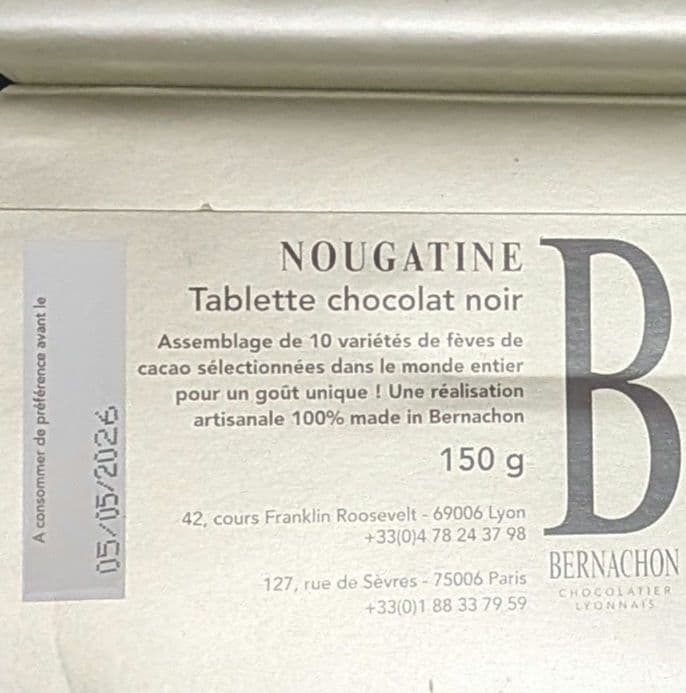 NOUGATINE
Tablette chocolat noir
Assemblage de 10 variétés de fèves de
cacao sélectionnées dans le monde entier
pour un goût unique ! Une réalisation
artisanale 100% made in Bernachon
150 g
42, cours Franklin Roosevelt - 69006 Lyon
+33(0)4 78 24 37 98
127, rue de Sèvres - 75006 Paris
+33(0)1 88 33 79 59
B
BERNACHON
CHOCOLATIER
LYONNAIS
A consommer de préférence avant le
05/05/2026